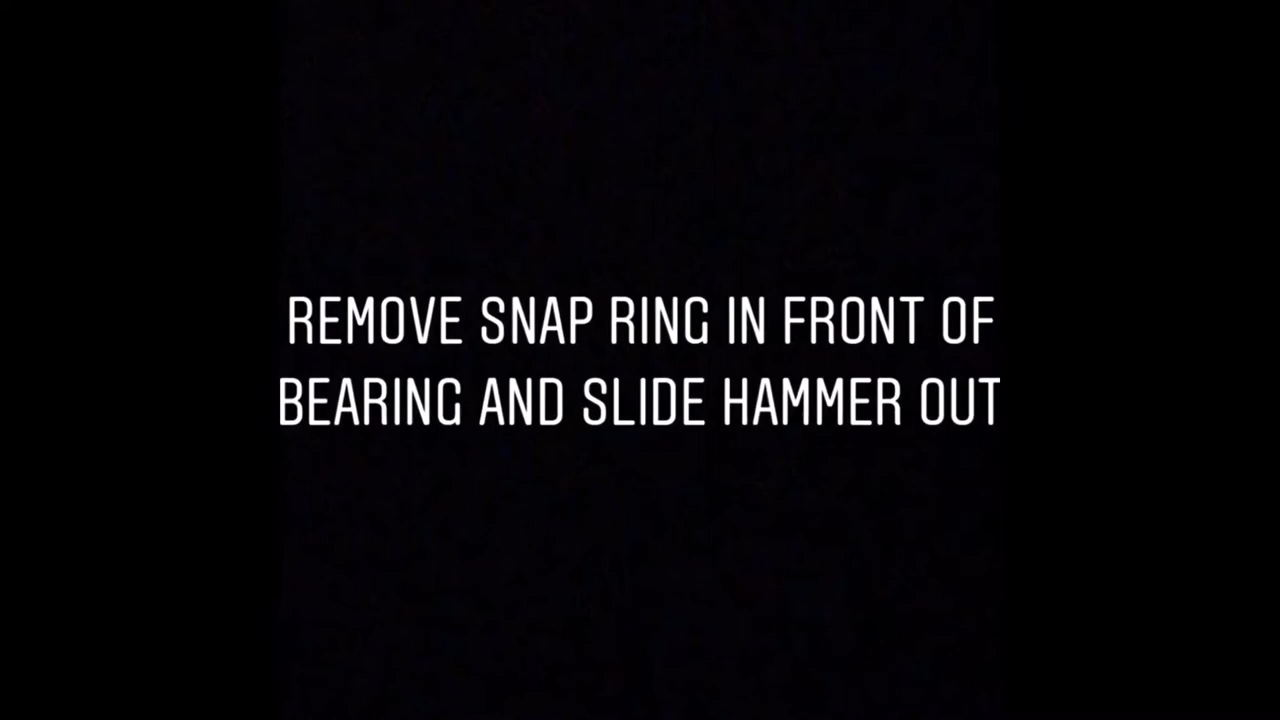 REMOVE SNAP RING IN FRONT OF
BEARING AND SLIDE HAMMER OUT